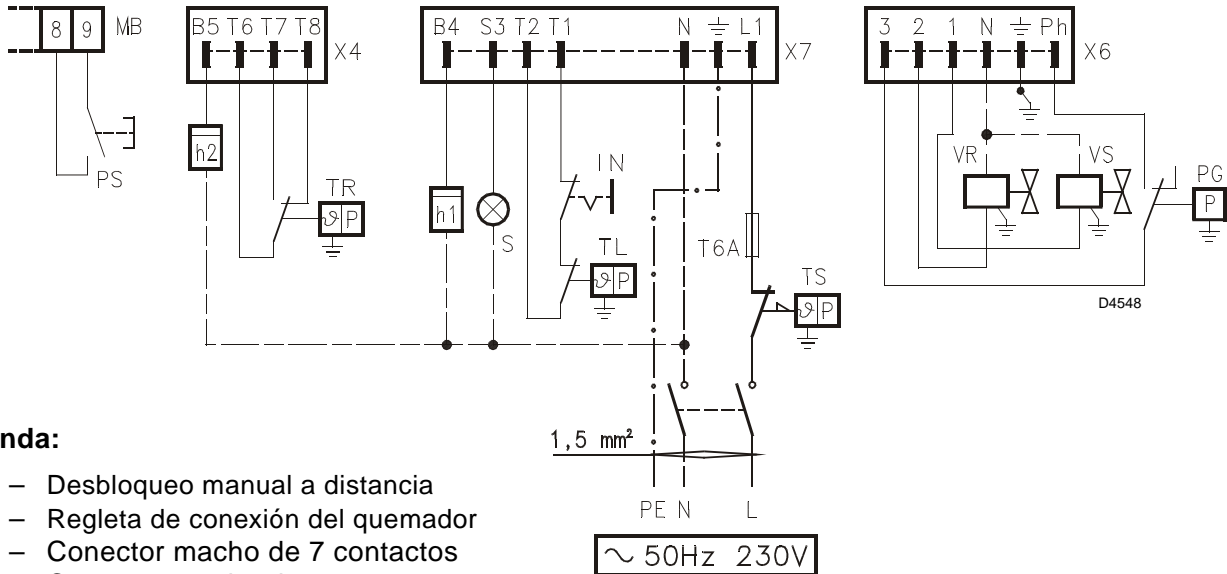 8 9 MB
B5 T6 T7 T8 X4
B4 S3 T2 T1 N L1 X7
3 2 1 N Ph X6
PS
h2
TR
ϑ P
h1
S
IN
TL
ϑ P
T6A
TS
ϑ P
VR
VS
PG
P
D4548
nda:
1,5 mm²
PE N L
~ 50Hz 230V
– Desbloqueo manual a distancia
– Regleta de conexión del quemador
– Conector macho de 7 contactos